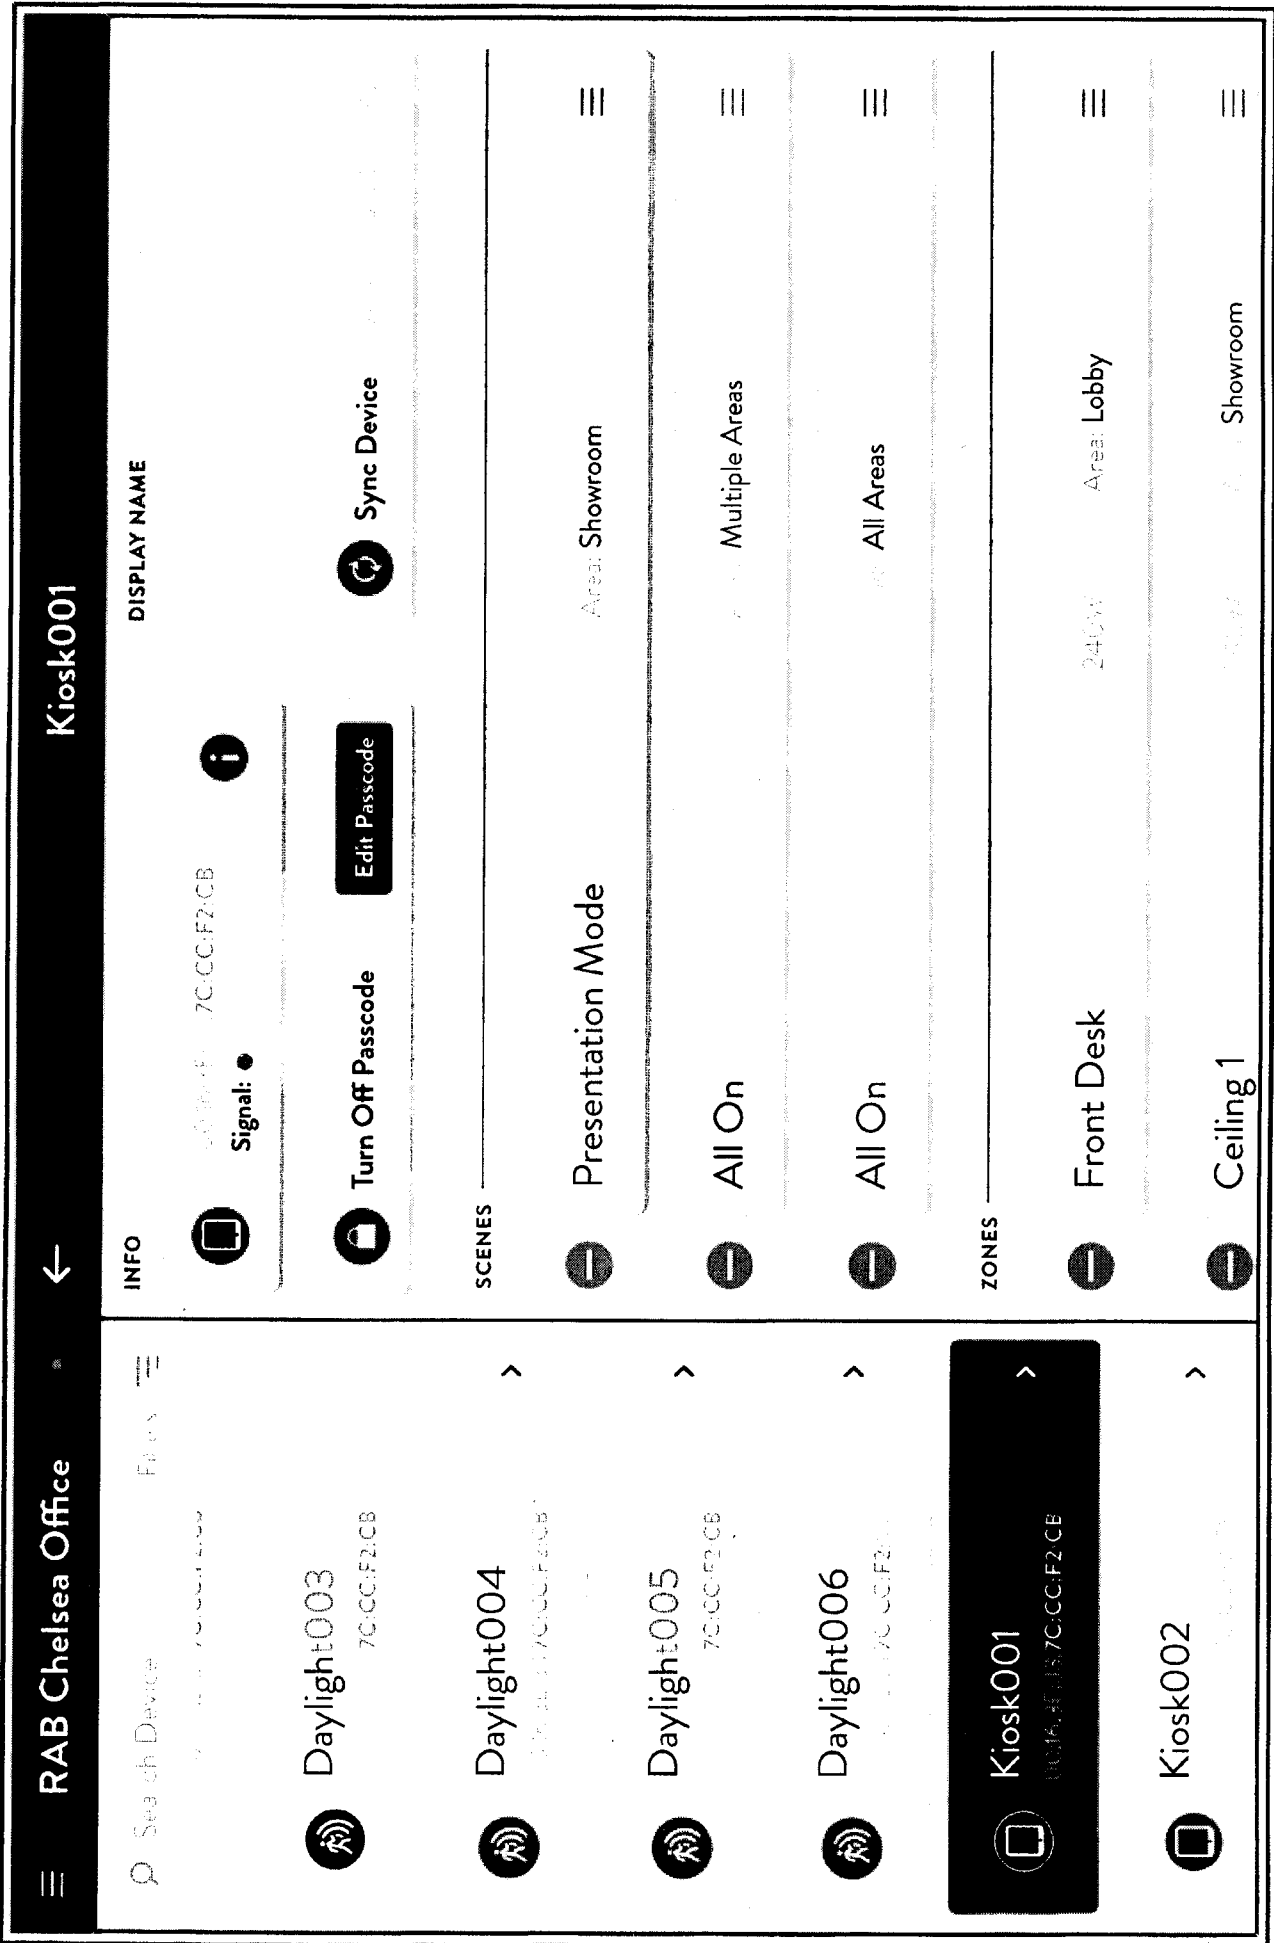 RAB Chelsea Office
Kiosk001
Search Device
Daylight003
7C:CC:F2:CB
Daylight004
Daylight005
7C:CC:F2:CB
Daylight006
Kiosk001
7C:CC:F2:CB
Kiosk002
INFO
DISPLAY NAME
7C:CC:F2:CB
Signal:
Turn Off Passcode
Edit Passcode
Sync Device
SCENES
Presentation Mode
Area: Showroom
All On
Multiple Areas
All On
All Areas
ZONES
Front Desk
240W
Area: Lobby
Ceiling 1
Showroom